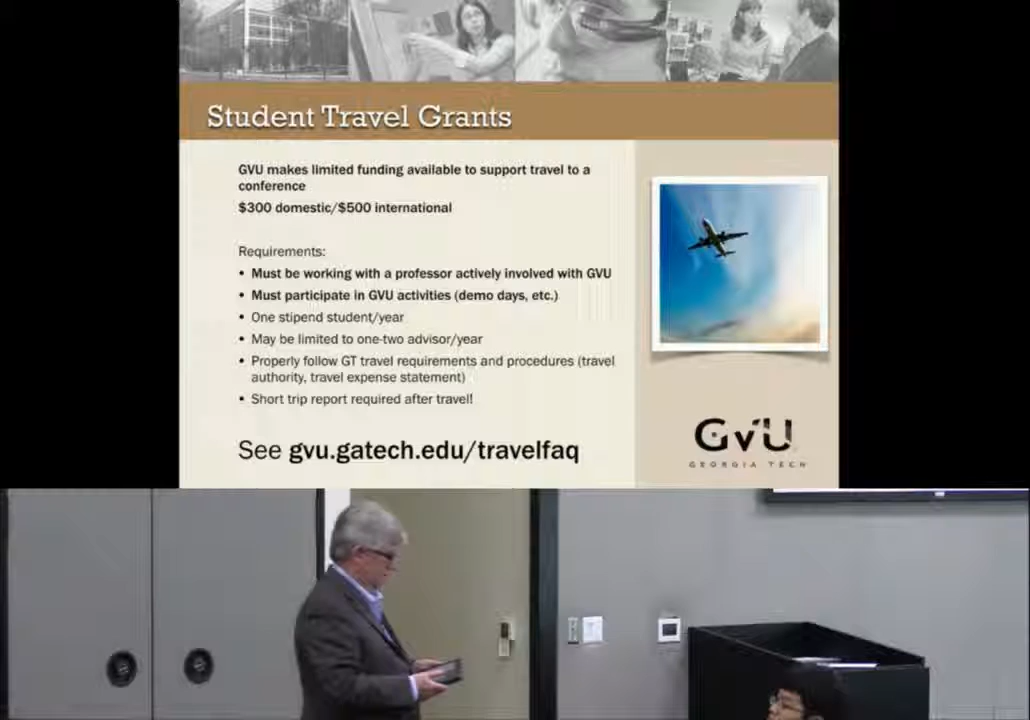 Student Travel Grants
GVU makes limited funding available to support travel to a
conference
$300 domestic/$500 international
Requirements:
• Must be working with a professor actively involved with GVU
• Must participate in GVU activities (demo days, etc.)
• One stipend student/year
• May be limited to one-two advisor/year
• Properly follow GT travel requirements and procedures (travel
authority, travel expense statement)
• Short trip report required after travel!
See gvu.gatech.edu/travelfaq
GVU
GEORGIA TECH